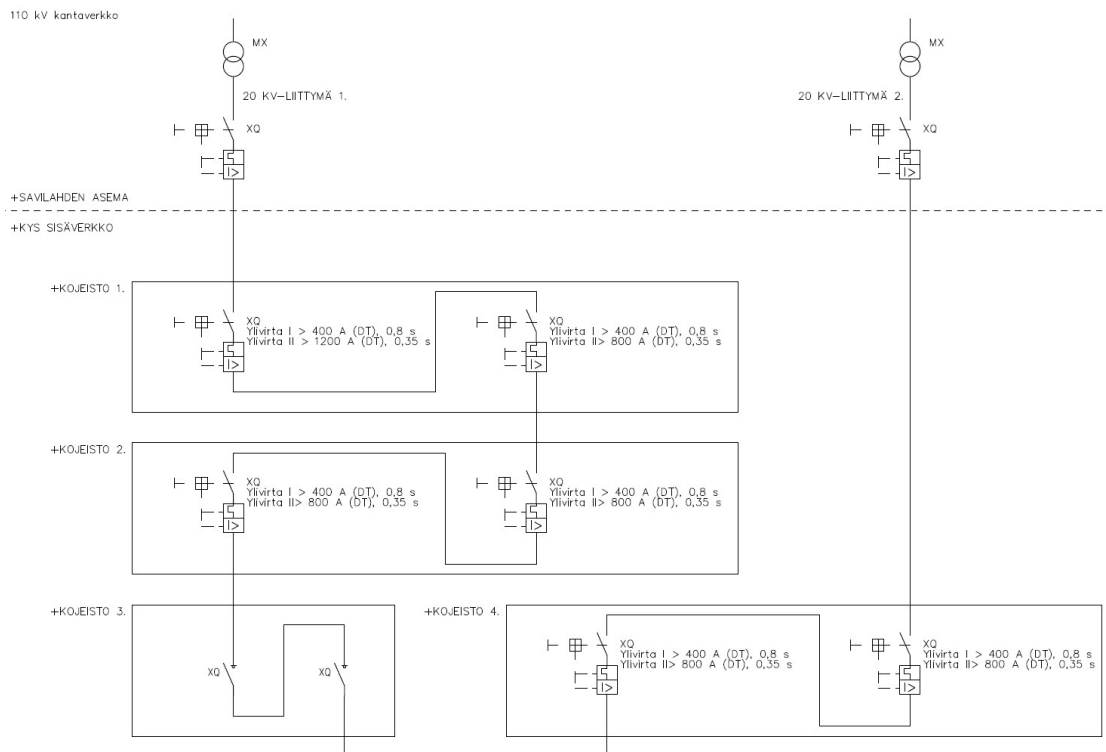 110 kV kantaverkko
MX
MX
20 KV-LIITTYMÄ 1.
20 KV-LIITTYMÄ 2.
XQ
XQ
I>
I>
+SAVILAHDEN ASEMA
+KYS SISÄVERKKO
+KOJEISTO 1.
XQ
Ylivirta I > 400 A (DT), 0,8 s
Ylivirta II > 1200 A (DT), 0,35 s
I>
XQ
Ylivirta I > 400 A (DT), 0,8 s
Ylivirta II> 800 A (DT), 0,35 s
I>
+KOJEISTO 2.
XQ
Ylivirta I > 400 A (DT), 0,8 s
Ylivirta II> 800 A (DT), 0,35 s
I>
XQ
Ylivirta I > 400 A (DT), 0,8 s
Ylivirta II> 800 A (DT), 0,35 s
I>
+KOJEISTO 3.
XQ
XQ
+KOJEISTO 4.
XQ
Ylivirta I > 400 A (DT), 0,8 s
Ylivirta II> 800 A (DT), 0,35 s
I>
XQ
Ylivirta I > 400 A (DT), 0,8 s
Ylivirta II> 800 A (DT), 0,35 s
I>